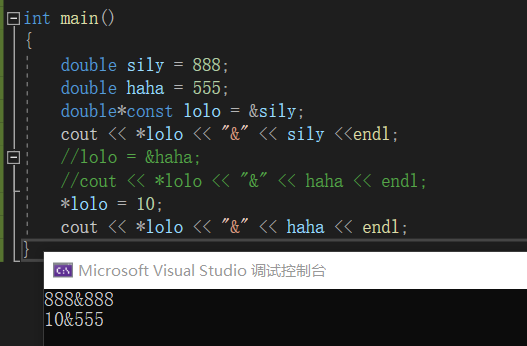 int main()
{
double sily = 888;
double haha = 555;
double*const lolo = &sily;
cout << *lolo << "&" << sily <<endl;
//lolo = &haha;
//cout << *lolo << "&" << haha << endl;
*lolo = 10;
cout << *lolo << "&" << haha << endl;
}
C:\ Microsoft Visual Studio 调试控制台
888&888
10&555